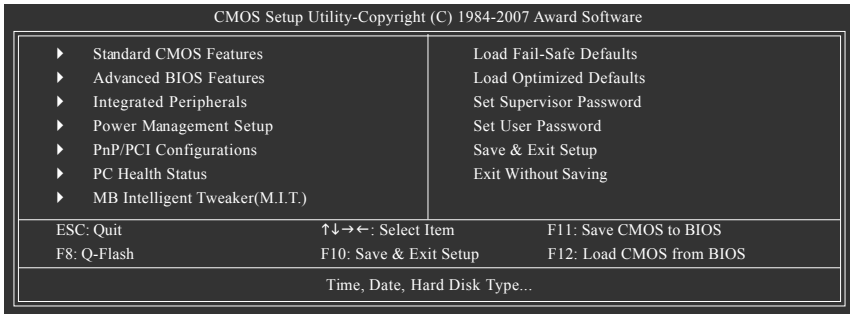 CMOS Setup Utility-Copyright (C) 1984-2007 Award Software
Standard CMOS Features
Advanced BIOS Features
Integrated Peripherals
Power Management Setup
PnP/PCI Configurations
PC Health Status
MB Intelligent Tweaker(M.I.T.)
Load Fail-Safe Defaults
Load Optimized Defaults
Set Supervisor Password
Set User Password
Save & Exit Setup
Exit Without Saving
ESC: Quit ↑↓→←: Select Item F11: Save CMOS to BIOS
F8: Q-Flash F10: Save & Exit Setup F12: Load CMOS from BIOS
Time, Date, Hard Disk Type...